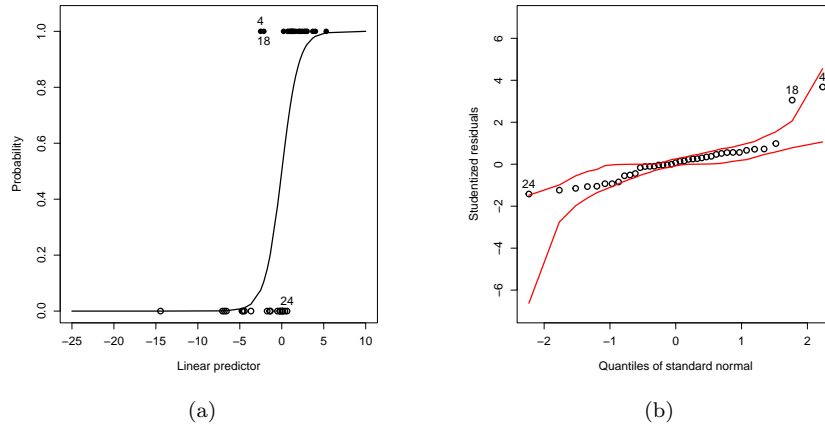 4
18
24
Probability
0.0
0.2
0.4
0.6
0.8
1.0
−25 −20 −15 −10 −5 0 5 10
Linear predictor
(a)
18
4
24
Studentized residuals
−6
−4
−2
0
2
4
6
−2 −1 0 1 2
Quantiles of standard normal
(b)